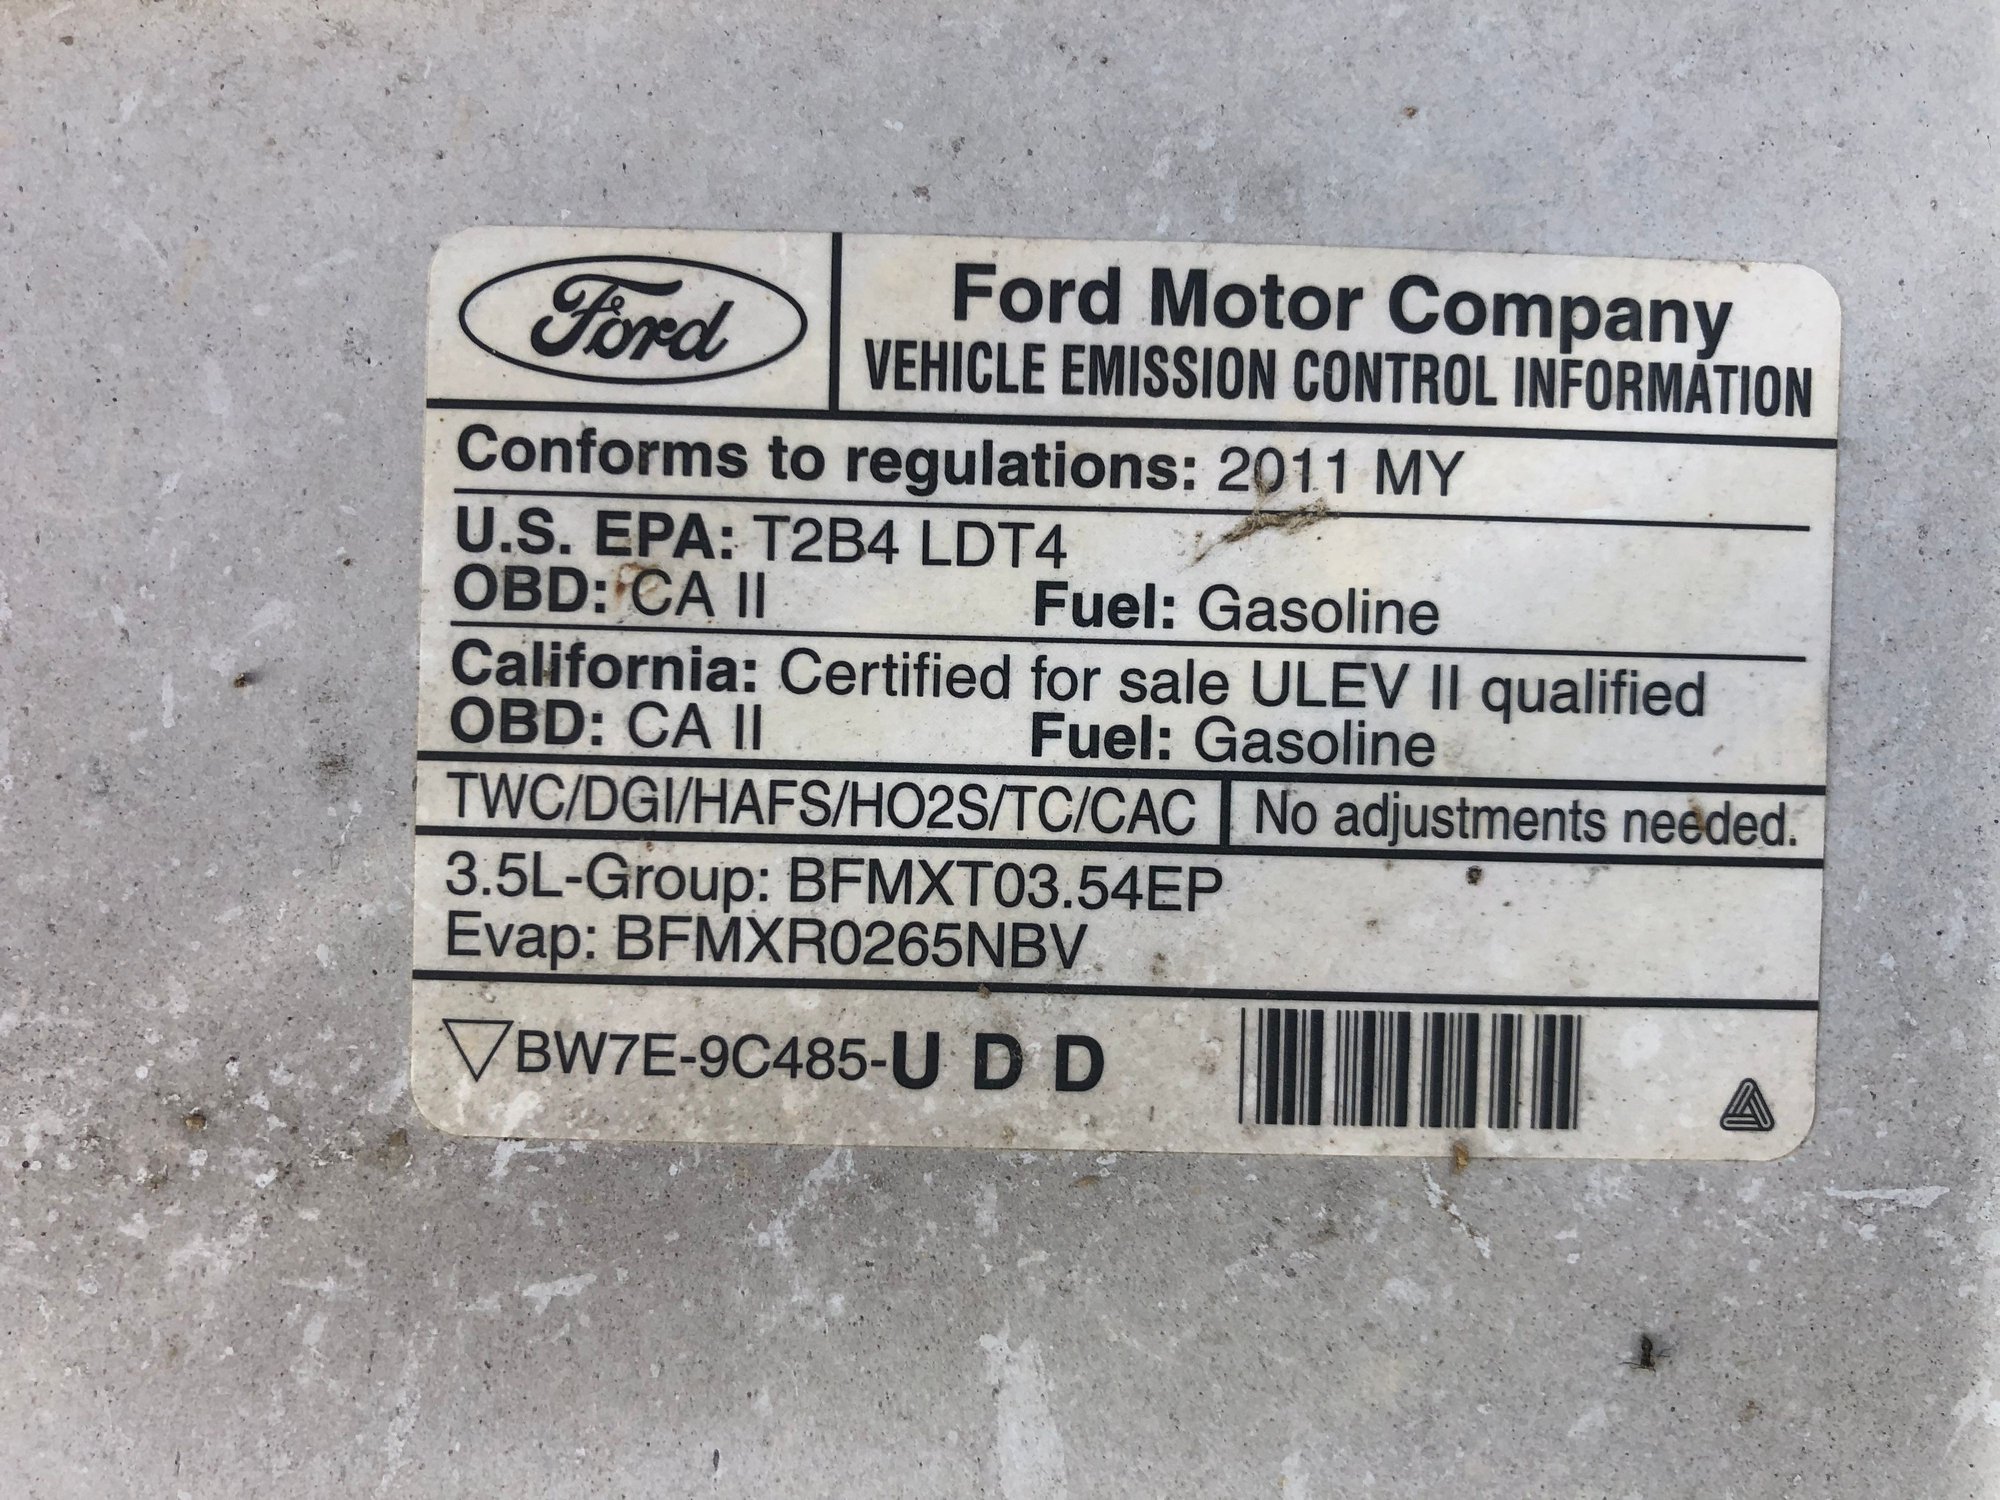 Ford
Ford Motor Company
VEHICLE EMISSION CONTROL INFORMATION
Conforms to regulations: 2011 MY
U.S. EPA: T2B4 LDT4
OBD: CA II Fuel: Gasoline
California: Certified for sale ULEV II qualified
OBD: CA II Fuel: Gasoline
TWC/DGI/HAFS/HO2S/TC/CAC No adjustments needed.
3.5L-Group: BFMXT03.54EP
Evap: BFMXR0265NBV
BW7E-9C485-U D D